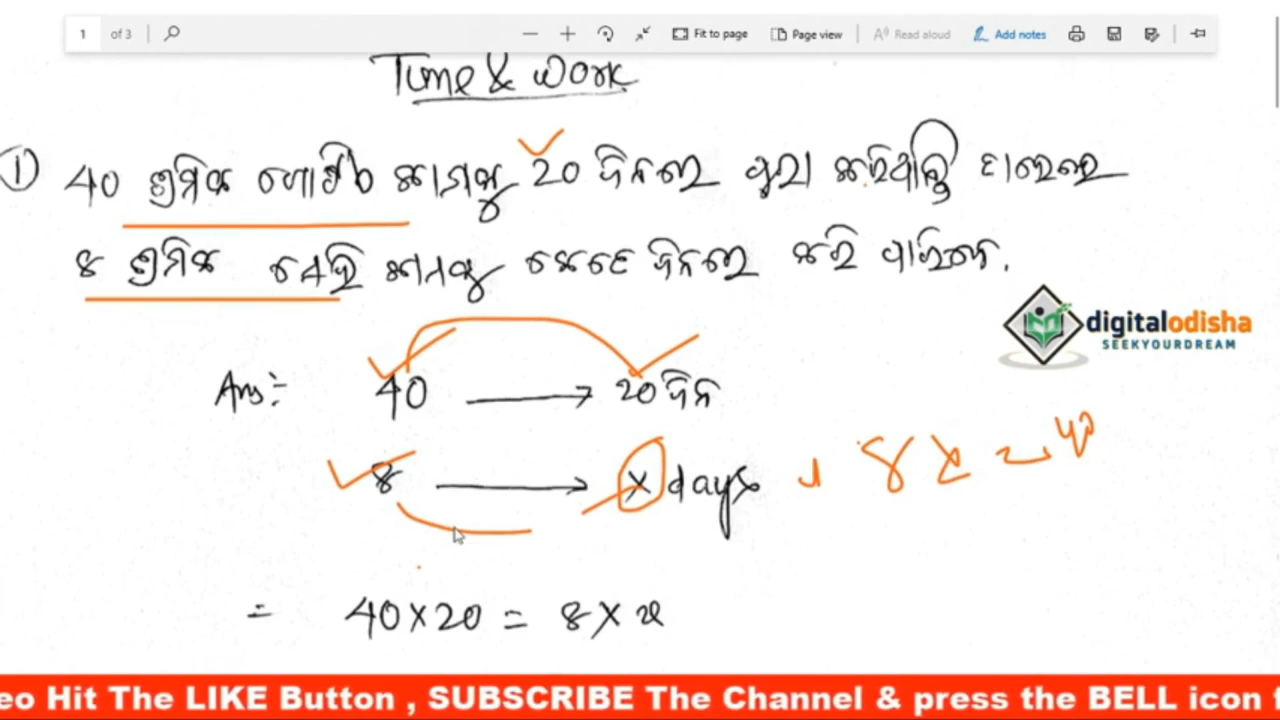 1 of 3 Fit to page Page view Read aloud Add notes
Time & Work
① 40 ଶ୍ରମିକ ଗୋଟିଏ କାମକୁ 20 ଦିନରେ ପୁରା କରିଥାନ୍ତି ତାହେଲେ
8 ଶ୍ରମିକ ସେହି କାମକୁ କେତେ ଦିନରେ କରି ପାରିବେ.
digitalodisha
SEEKYOURDREAM
Ans:- 40 → 20 ଦିନ
8 → x days
= 40 × 20 = 8 × x
eo Hit The LIKE Button , SUBSCRIBE The Channel & press the BELL icon